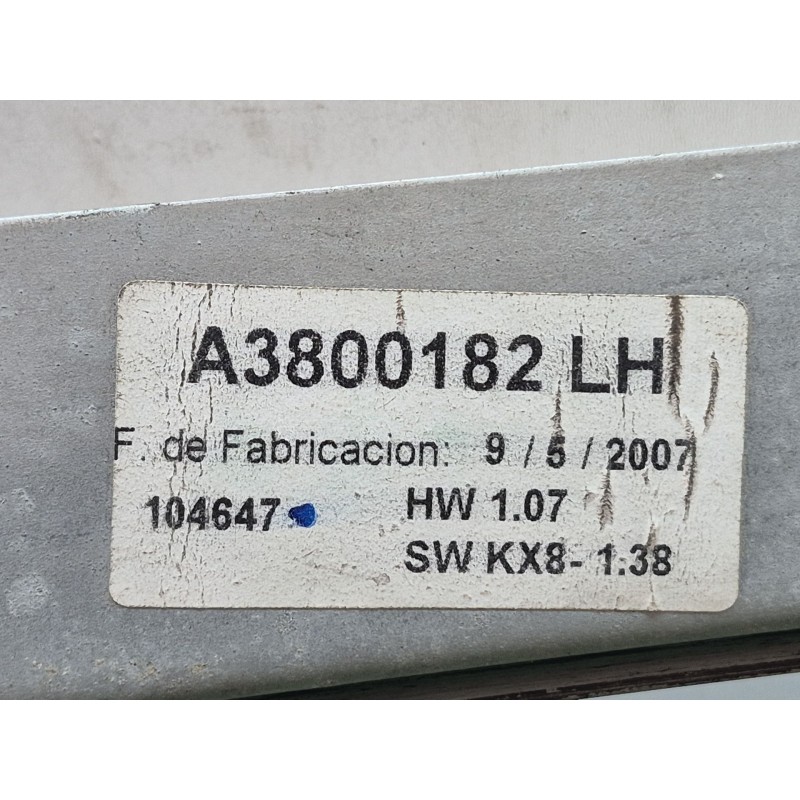 A3800182 LH
F. de Fabricacion: 9 / 5 / 2007
104647 HW 1.07
SW KX8- 1.38